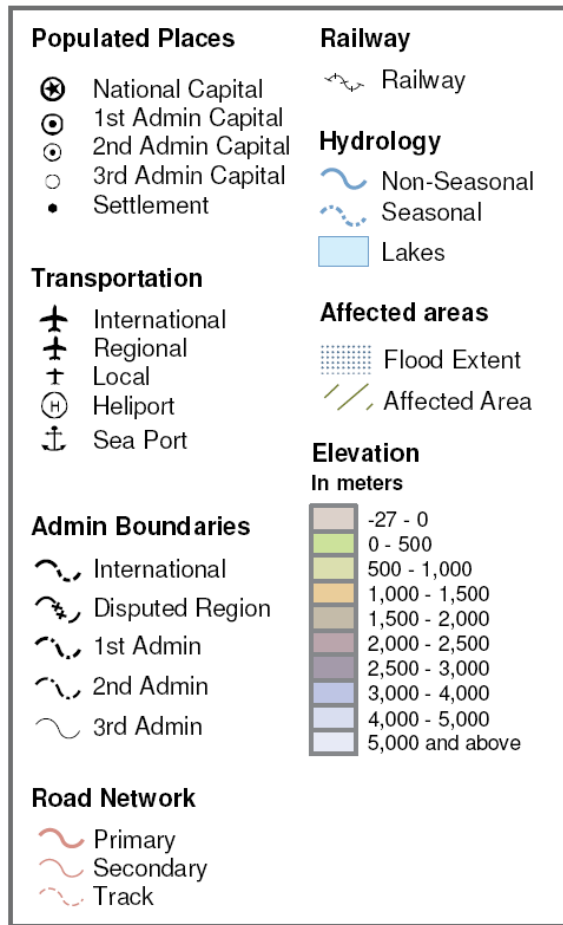 Populated Places
National Capital
1st Admin Capital
2nd Admin Capital
3rd Admin Capital
Settlement
Transportation
International
Regional
Local
H
Heliport
Sea Port
Admin Boundaries
International
Disputed Region
1st Admin
2nd Admin
3rd Admin
Road Network
Primary
Secondary
Track
Railway
Railway
Hydrology
Non-Seasonal
Seasonal
Lakes
Affected areas
Flood Extent
Affected Area
Elevation
In meters
-27 - 0
0 - 500
500 - 1,000
1,000 - 1,500
1,500 - 2,000
2,000 - 2,500
2,500 - 3,000
3,000 - 4,000
4,000 - 5,000
5,000 and above